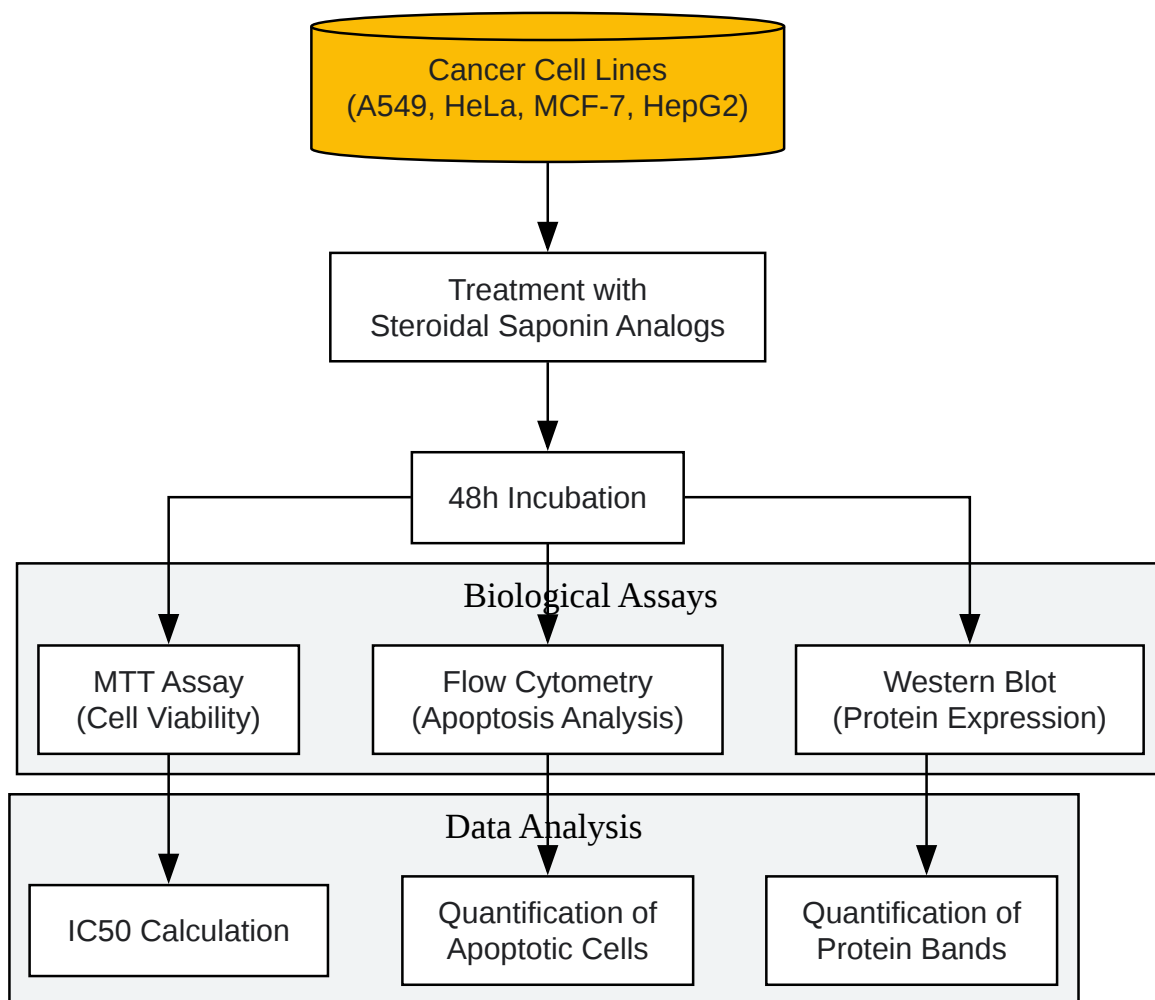 Cancer Cell Lines
(A549, HeLa, MCF-7, HepG2)
Treatment with
Steroidal Saponin Analogs
48h Incubation
Biological Assays
MTT Assay
(Cell Viability)
Flow Cytometry
(Apoptosis Analysis)
Western Blot
(Protein Expression)
Data Analysis
IC50 Calculation
Quantification of
Apoptotic Cells
Quantification of
Protein Bands